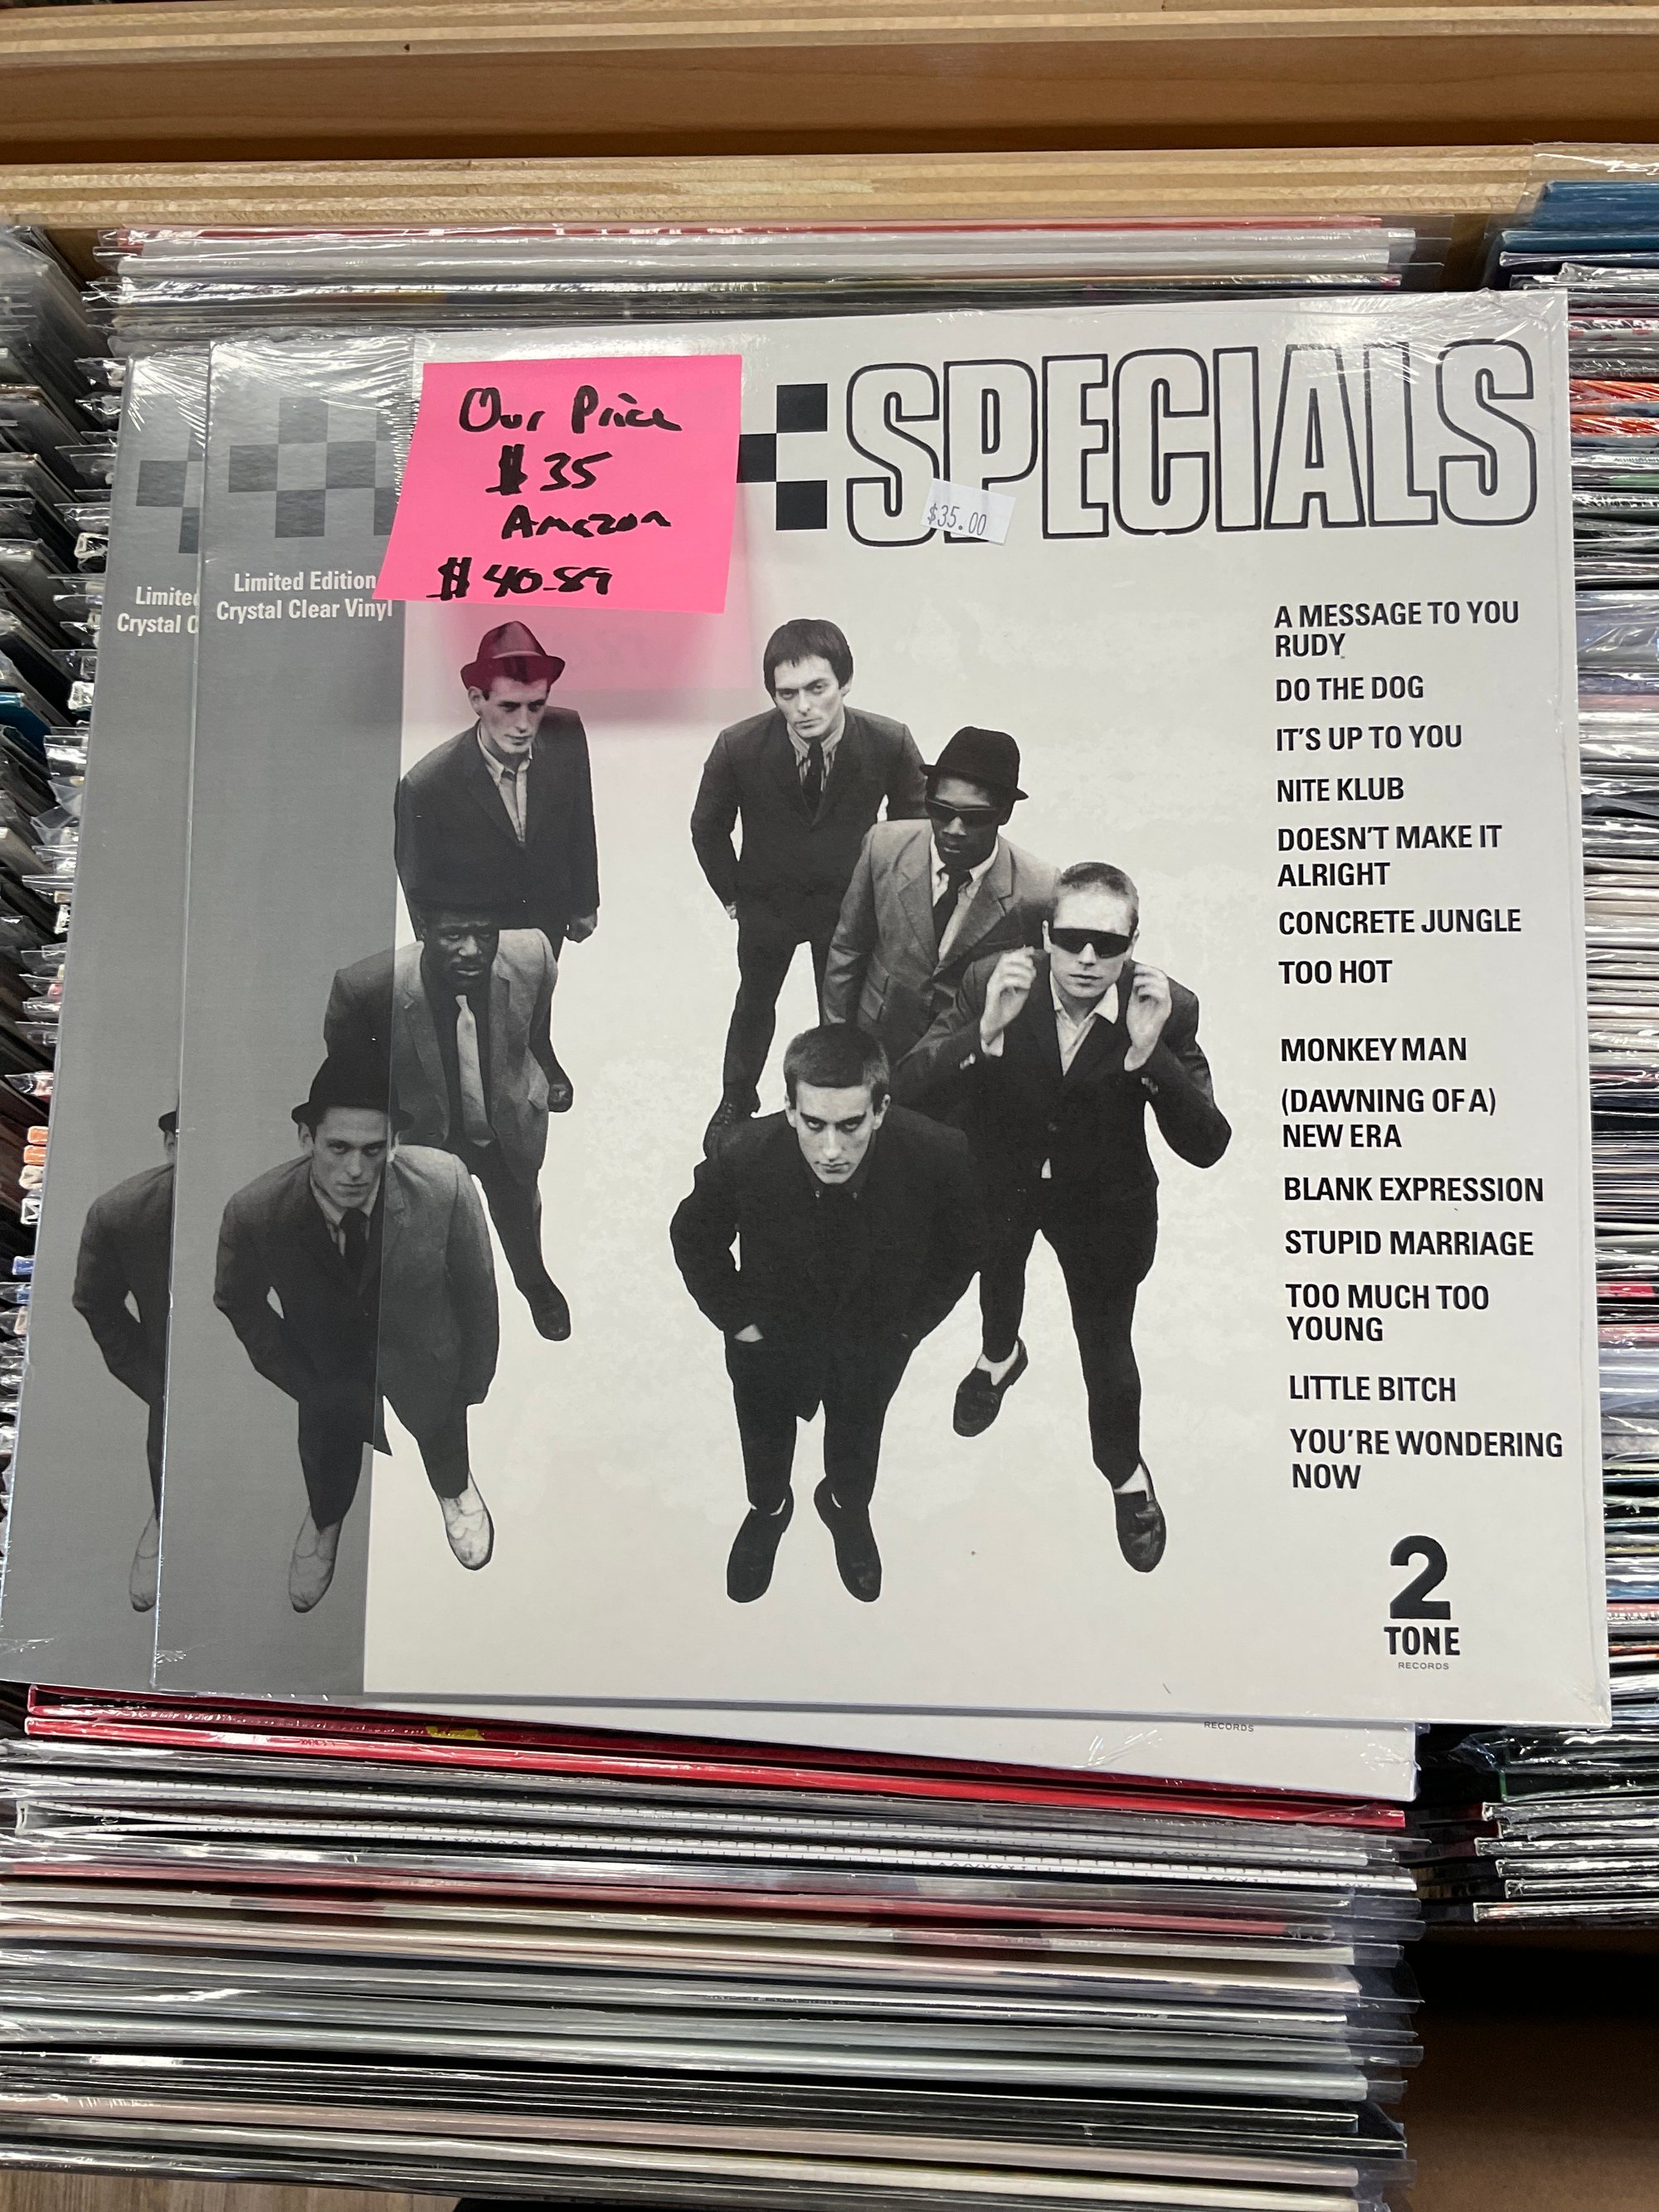 Our Price
$35
Amazon
$40.89
SPECIALS
$35.00
Limited
Crystal C
Limited Edition
Crystal Clear Vinyl
A MESSAGE TO YOU
RUDY
DO THE DOG
IT'S UP TO YOU
NITE KLUB
DOESN'T MAKE IT
ALRIGHT
CONCRETE JUNGLE
TOO HOT
MONKEY MAN
(DAWNING OF A)
NEW ERA
BLANK EXPRESSION
STUPID MARRIAGE
TOO MUCH TOO
YOUNG
LITTLE BITCH
YOU'RE WONDERING
NOW
2
TONE
RECORDS
RECORDS